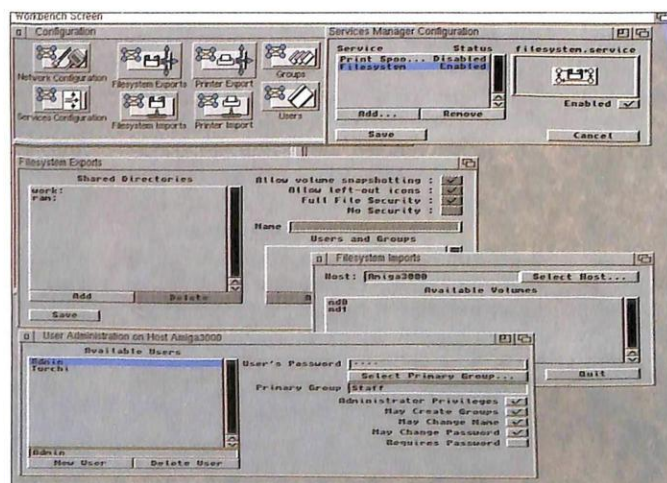 Workbench Screen
Configuration
Network Configuration
Filesystem Exports
Printer Export
Groups
Services Configuration
Filesystem Imports
Printer Import
Users
Services Manager Configuration
Service Status
Print Spoo... Disabled
Filesystem Enabled
Add... Remove
Save
filesystem.service
Enabled
Cancel
Filesystem Exports
Shared Directories
work:
ram:
Add Delete
Save
Allow volume snapshotting :
Allow left-out icons :
Full File Security :
No Security :
Name
Users and Groups
Filesystem Imports
Host: Amiga3000 Select Host...
Available Volumes
nd0
nd1
Quit
User Administration on Host Amiga3000
Available Users
Admin
Turchi
Admin
New User Delete User
User's Password ----
Select Primary Group...
Primary Group Staff
Administrator Privileges
May Create Groups
May Change Name
May Change Password
Requires Password